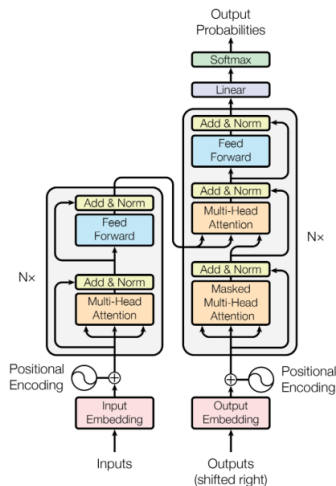 Output
Probabilities
Softmax
Linear
Add & Norm
Feed
Forward
Add & Norm
Multi-Head
Attention
Add & Norm
Masked
Multi-Head
Attention
N×
Positional
Encoding
Output
Embedding
Outputs
(shifted right)
Add & Norm
Feed
Forward
Add & Norm
Multi-Head
Attention
N×
Positional
Encoding
Input
Embedding
Inputs